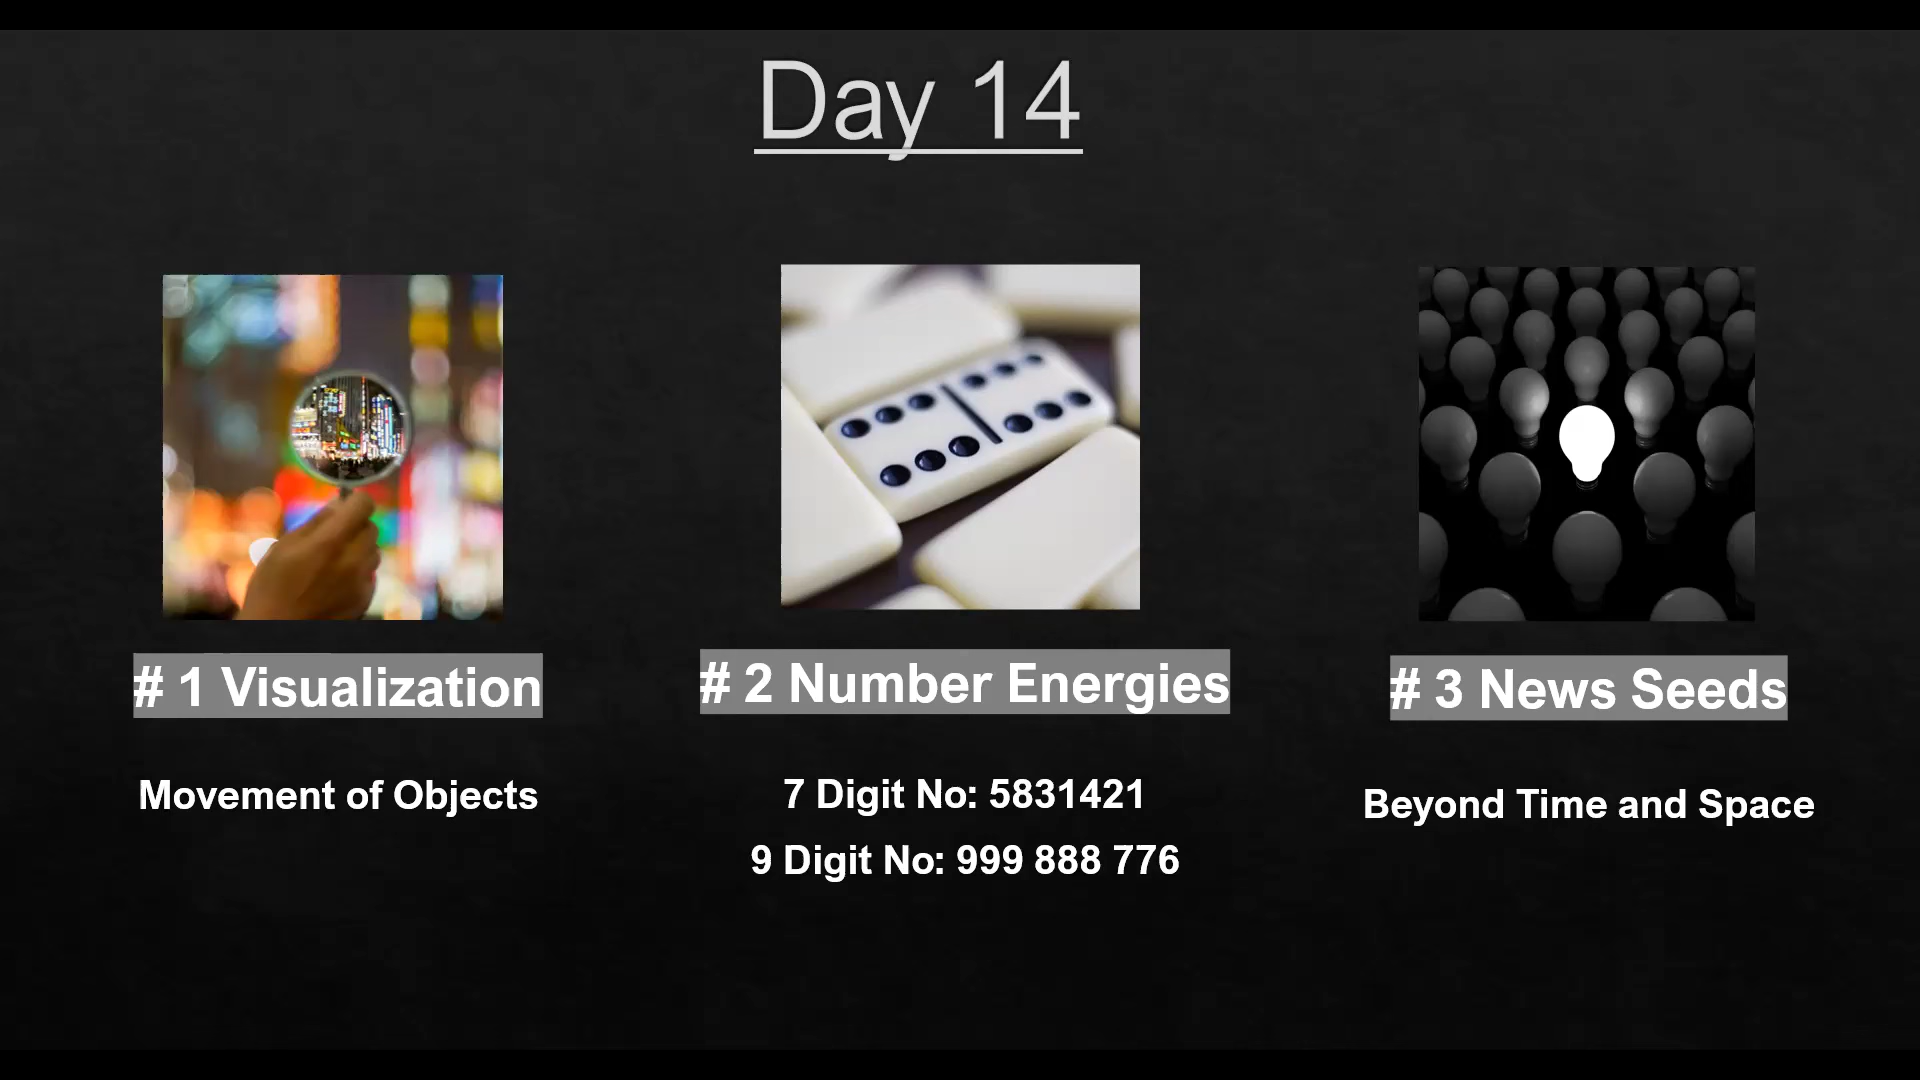 Day 14
# 1 Visualization
Movement of Objects
# 2 Number Energies
7 Digit No: 5831421
9 Digit No: 999 888 776
# 3 News Seeds
Beyond Time and Space